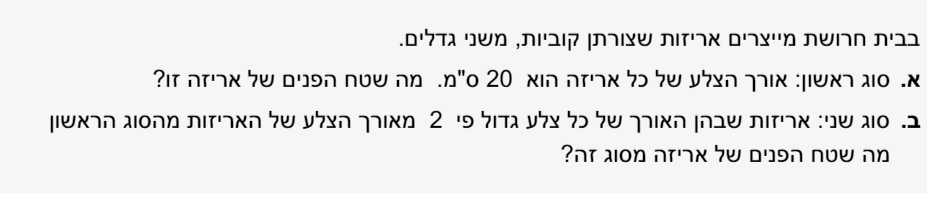 בבית חרושת מייצרים אריזות שצורתן קוביות, משני גדלים.
א. סוג ראשון: אורך הצלע של כל אריזה הוא 20 ס"מ. מה שטח הפנים של אריזה זו?
ב. סוג שני: אריזות שבהן האורך של כל צלע גדול פי 2 מאורך הצלע של האריזות מהסוג הראשון
מה שטח הפנים של אריזה מסוג זה?